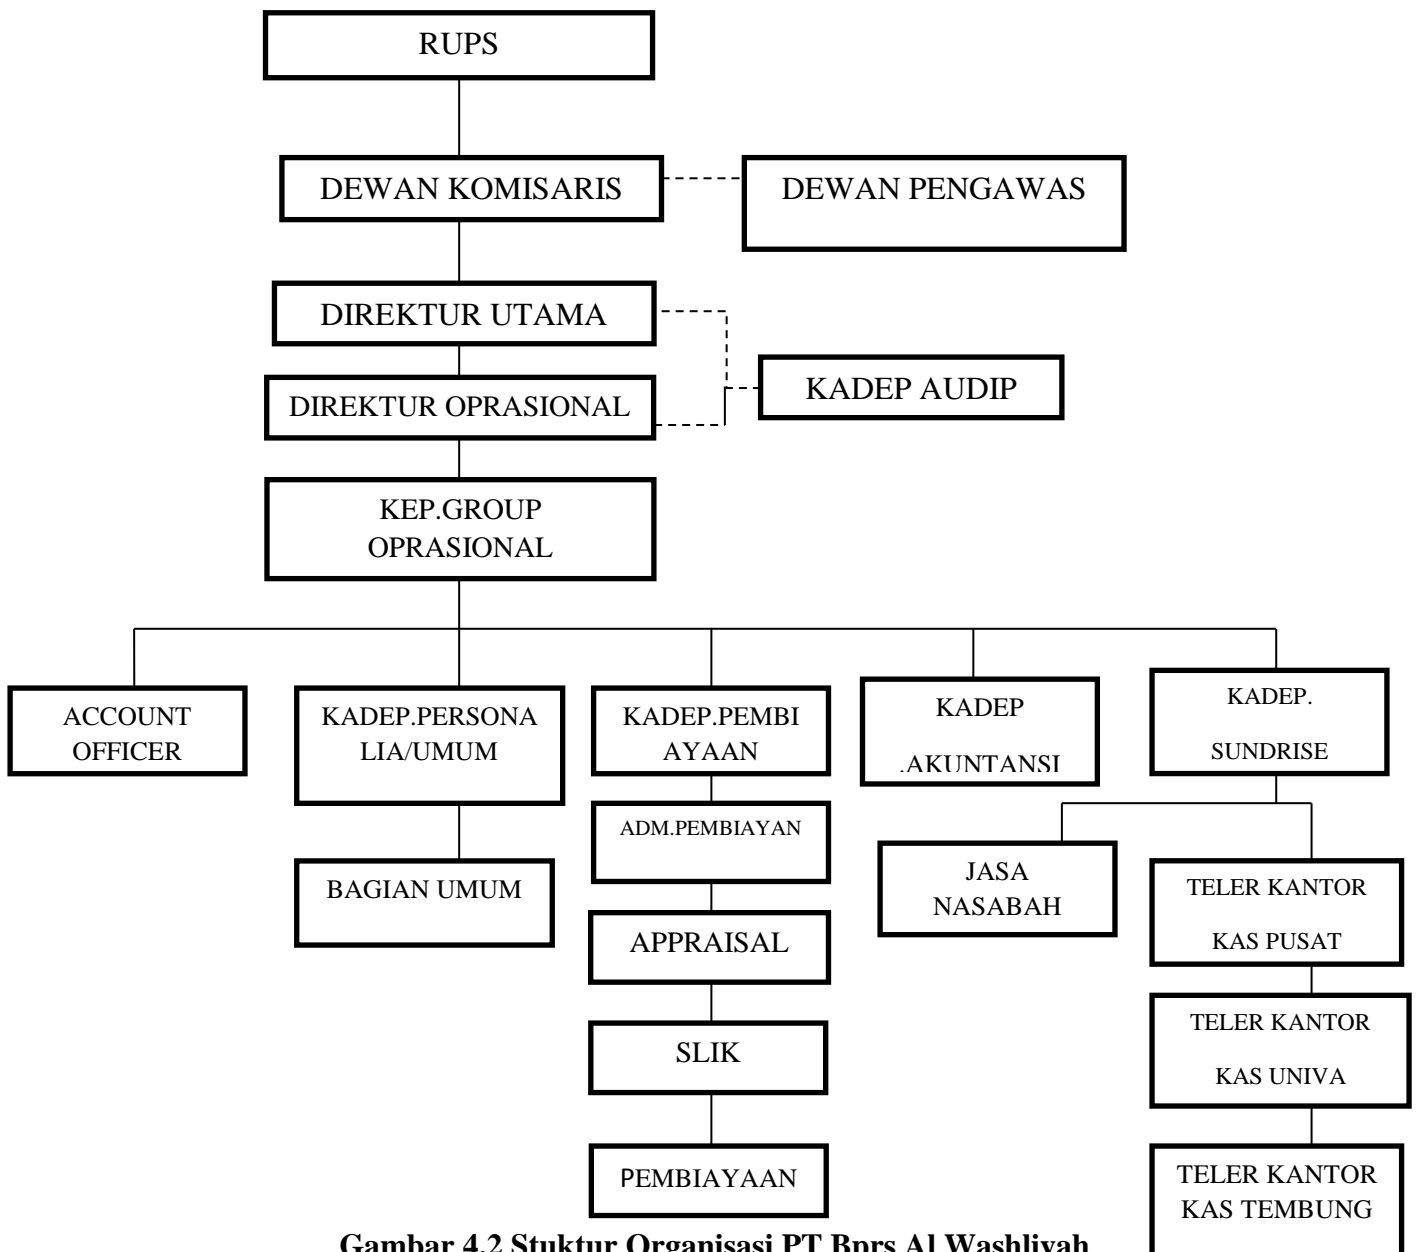 RUPS
DEWAN KOMISARIS
DEWAN PENGAWAS
DIREKTUR UTAMA
KADEP AUDIP
DIREKTUR OPRASIONAL
KEP.GROUP
OPRASIONAL
ACCOUNT
OFFICER
KADEP.PERSONA
LIA/UMUM
KADEP.PEMBI
AYAAN
KADEP
.AKUNTANSI
KADEP.
SUNDRISE
ADM.PEMBIAYAN
BAGIAN UMUM
JASA
NASABAH
TELER KANTOR
KAS PUSAT
APPRAISAL
TELER KANTOR
KAS UNIVA
SLIK
PEMBIAYAAN
TELER KANTOR
KAS TEMBUNG
Gambar 4.2 Stuktur Organisasi PT Bprs Al Washliyah